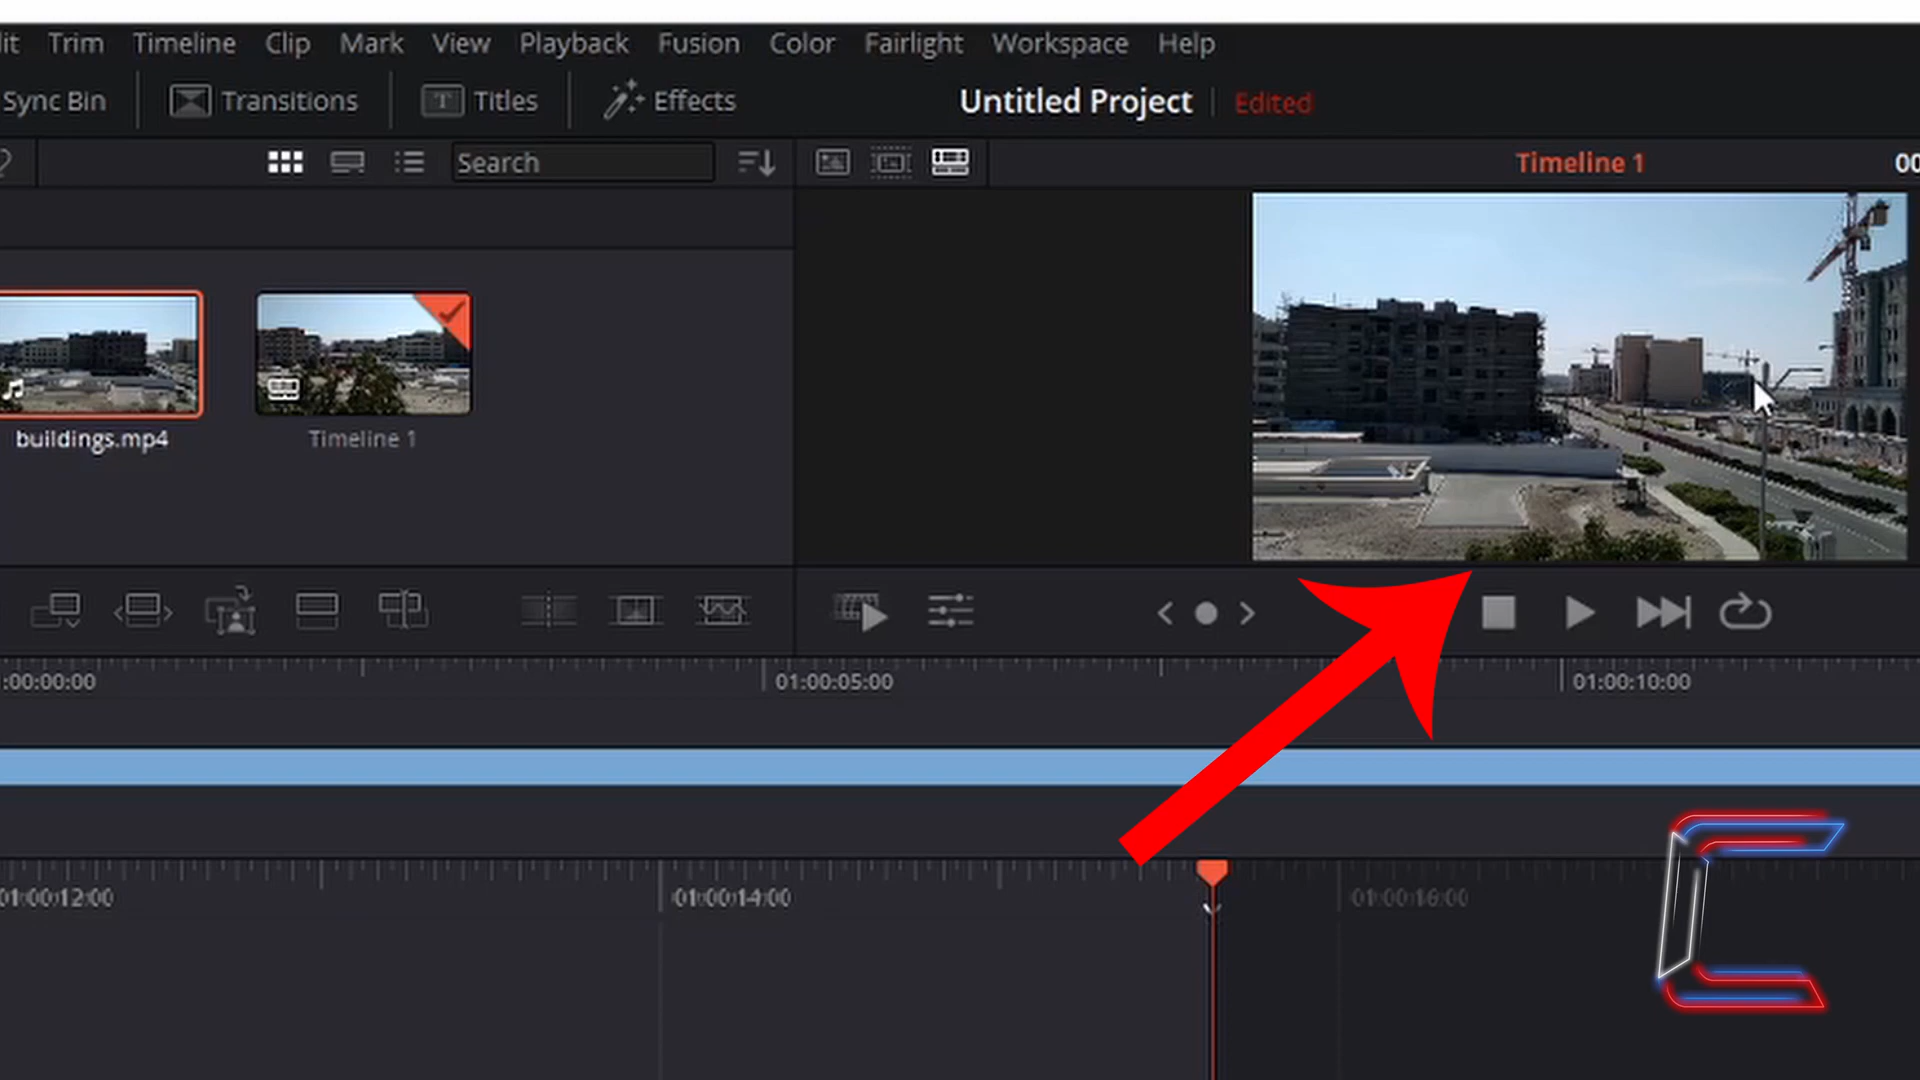 it Trim Timeline Clip Mark View Playback Fusion Color Fairlight Workspace Help
Sync Bin Transitions Titles Effects Untitled Project Edited
Search Timeline 1 00
buildings.mp4 Timeline 1
:00:00:00 01:00:05:00 01:00:10:00
01:00:12:00 01:00:14:00 01:00:16:00